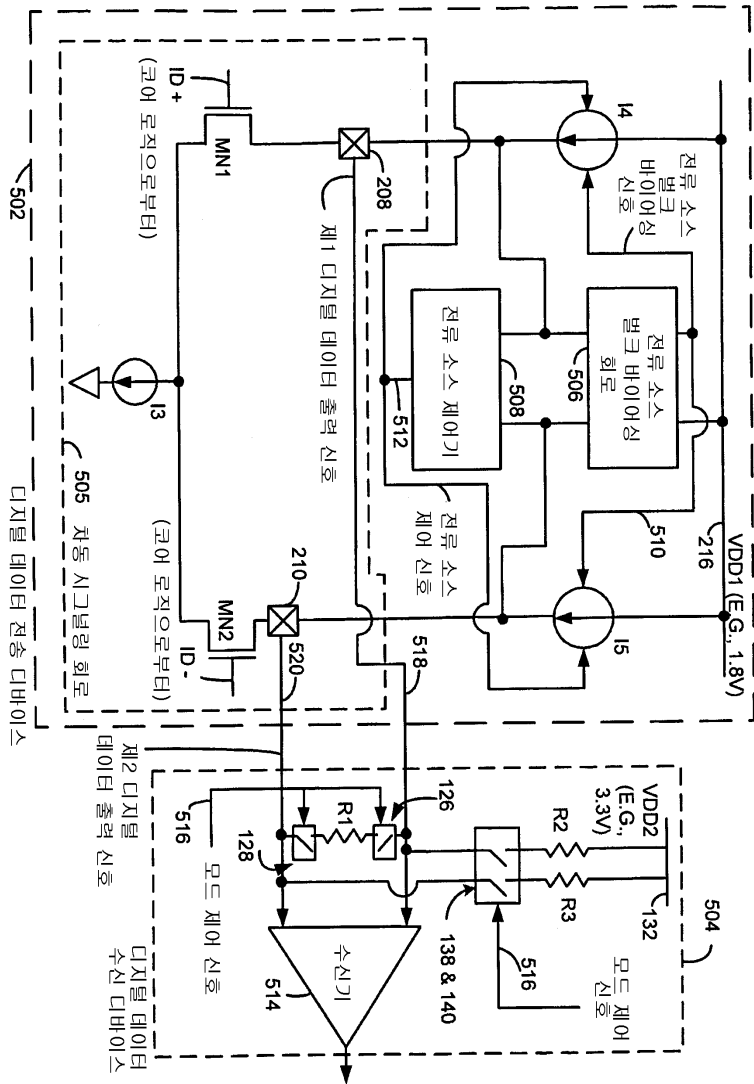 502
505 차동 시그널링 회로
디지털 데이터 전송 디바이스
VDD1 (E.G., 1.8V)
216
I4
I5
전류 소스
벌크
바이어싱
신호
510
전류 소스
벌크 바이어싱
회로
506
전류 소스 제어기
508
512
전류 소스
제어 신호
208
제1 디지털 데이터 출력 신호
210
518
520
MN1
ID+
(코어 로직으로부터)
MN2
ID-
(코어 로직으로부터)
I3
제2 디지털
데이터 출력 신호
504
VDD2
(E.G.,
3.3V)
132
R2
R3
138 & 140
516
모드 제어
신호
126
R1
128
516
모드 제어
신호
수신기
514
디지털 데이터
수신 디바이스